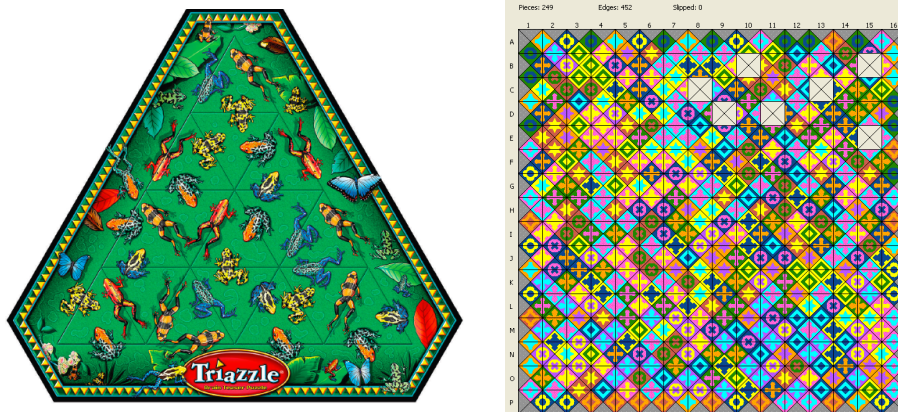 Pieces: 249 Edges: 452 Slipped: 0
1 2 3 4 5 6 7 8 9 10 11 12 13 14 15 16
A
B
C
D
E
F
G
H
I
J
K
L
M
N
O
P
Triazzle®